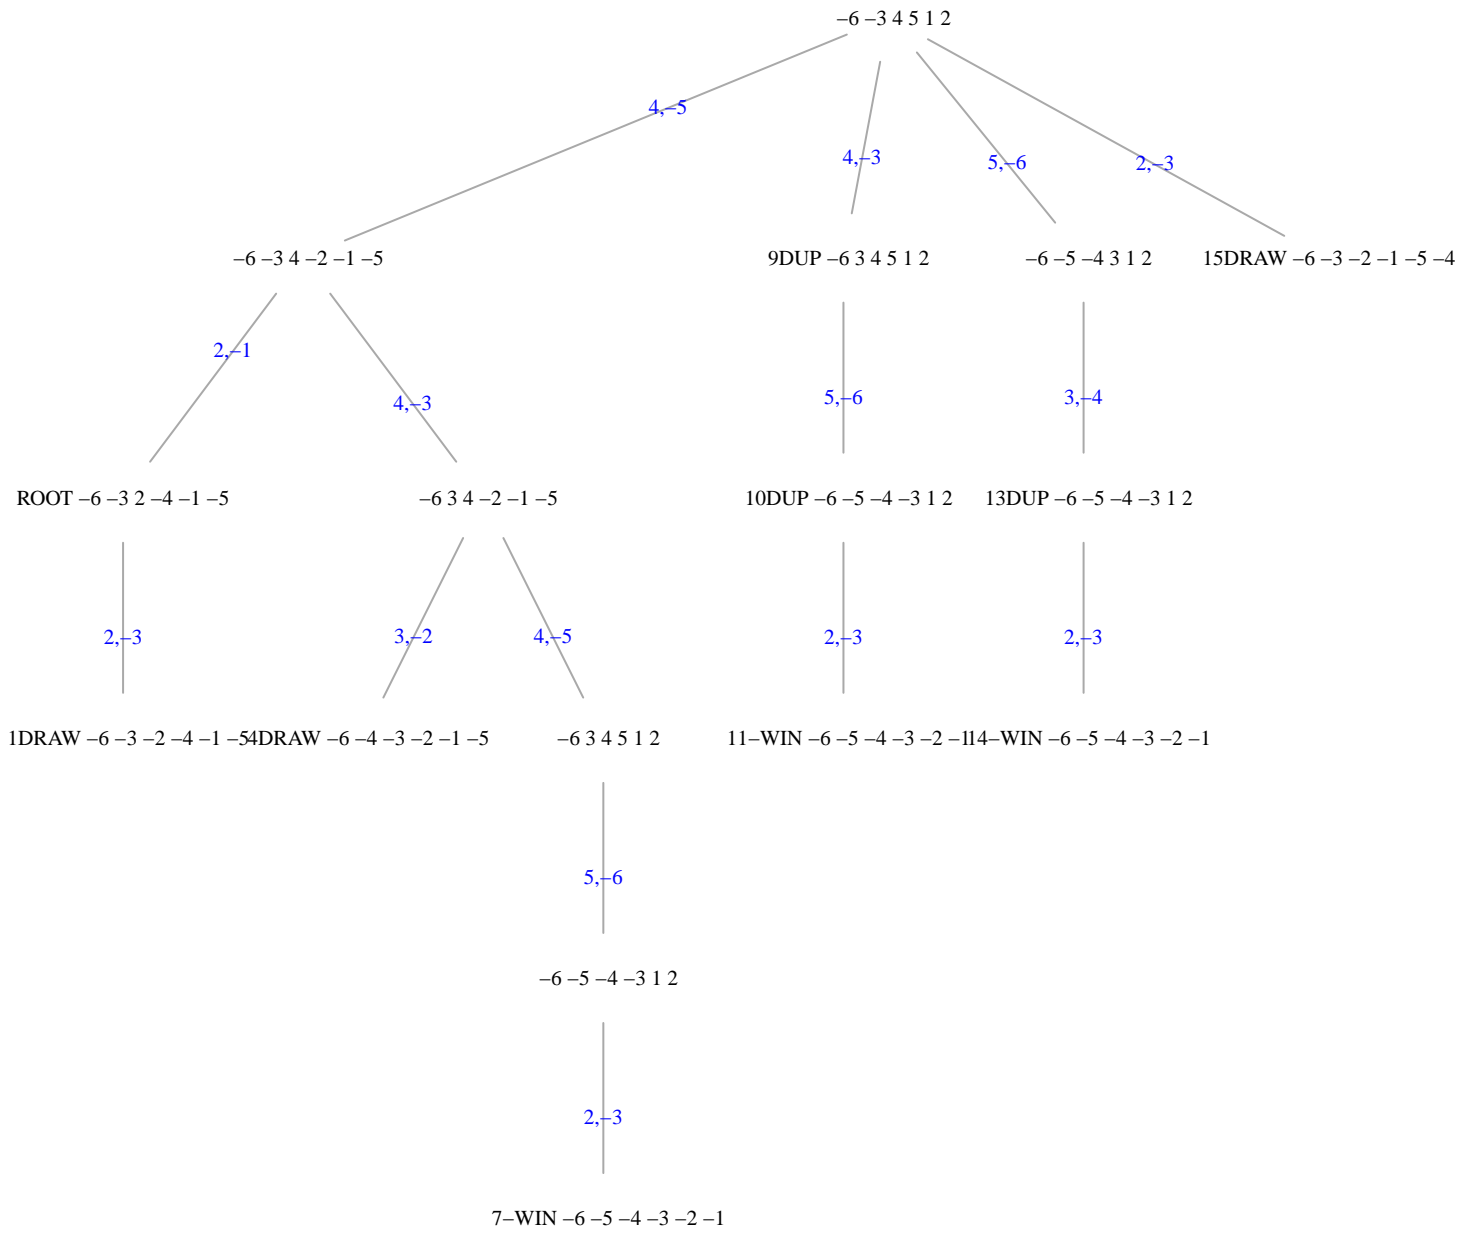 −6 −3 4 5 1 2
4,−5
4,−3
5,−6
2,−3
−6 −3 4 −2 −1 −5
9DUP −6 3 4 5 1 2
−6 −5 −4 3 1 2
15DRAW −6 −3 −2 −1 −5 −4
2,−1
4,−3
5,−6
3,−4
ROOT −6 −3 2 −4 −1 −5
−6 3 4 −2 −1 −5
10DUP −6 −5 −4 −3 1 2
13DUP −6 −5 −4 −3 1 2
2,−3
3,−2
4,−5
2,−3
2,−3
1DRAW −6 −3 −2 −4 −1 −5
4DRAW −6 −4 −3 −2 −1 −5
−6 3 4 5 1 2
11−WIN −6 −5 −4 −3 −2 −1
14−WIN −6 −5 −4 −3 −2 −1
5,−6
−6 −5 −4 −3 1 2
2,−3
7−WIN −6 −5 −4 −3 −2 −1